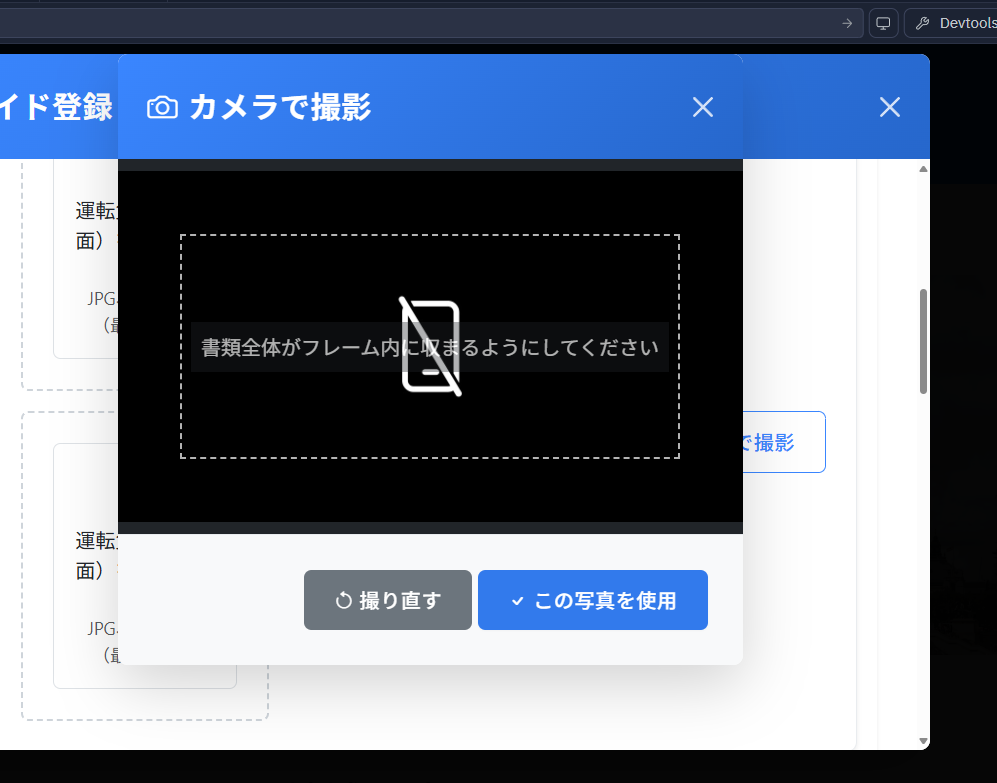 Devtools
イド登録
カメラで撮影
運転
面）
JPG
（最
書類全体がフレーム内に収まるようにしてください
で撮影
運転
面）
JPG
（最
撮り直す
この写真を使用